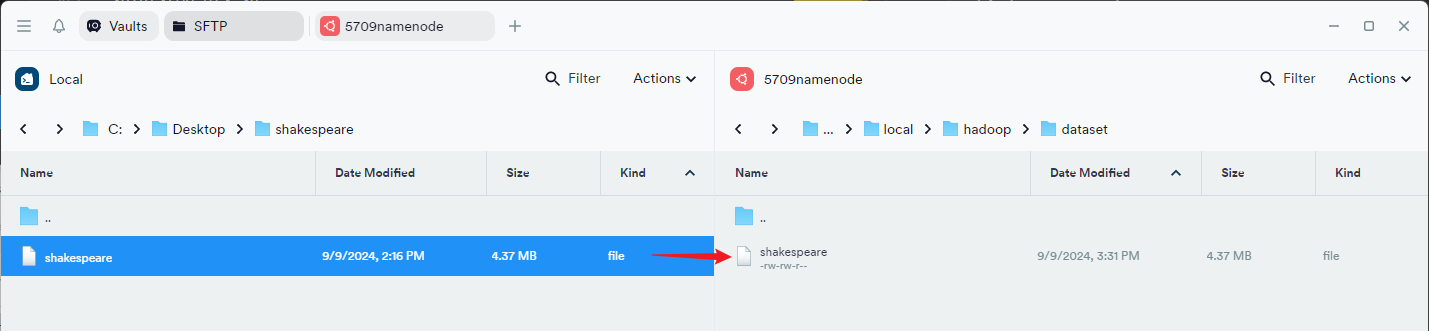 Vaults SFTP 5709namenode
Local Filter Actions
C: Desktop shakespeare
Name Date Modified Size Kind
..
shakespeare 9/9/2024, 2:16 PM 4.37 MB file
5709namenode Filter Actions
... local hadoop dataset
Name Date Modified Size Kind
..
shakespeare 9/9/2024, 3:31 PM 4.37 MB file
-rw-rw-r--